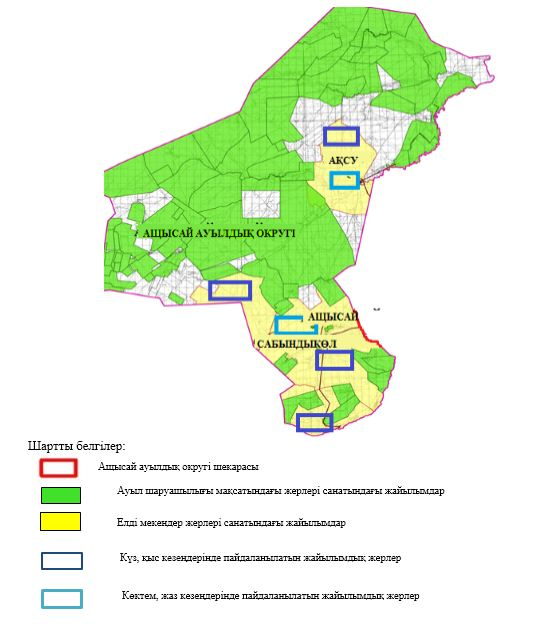 АҚСУ
АЩЫСАЙ АУЫЛДЫҚ ОКРУГІ
АЩЫСАЙ
САБЫНДЫКӨЛ
Шартты белгілер:
Ащысай ауылдық округі шекарасы
Ауыл шаруашылығы мақсатындағы жерлері санатындағы жайылымдар
Елді мекендер жерлері санатындағы жайылымдар
Күз, қыс кезеңдерінде пайдаланылатын жайылымдық жерлер
Көктем, жаз кезеңдерінде пайдаланылатын жайылымдық жерлер